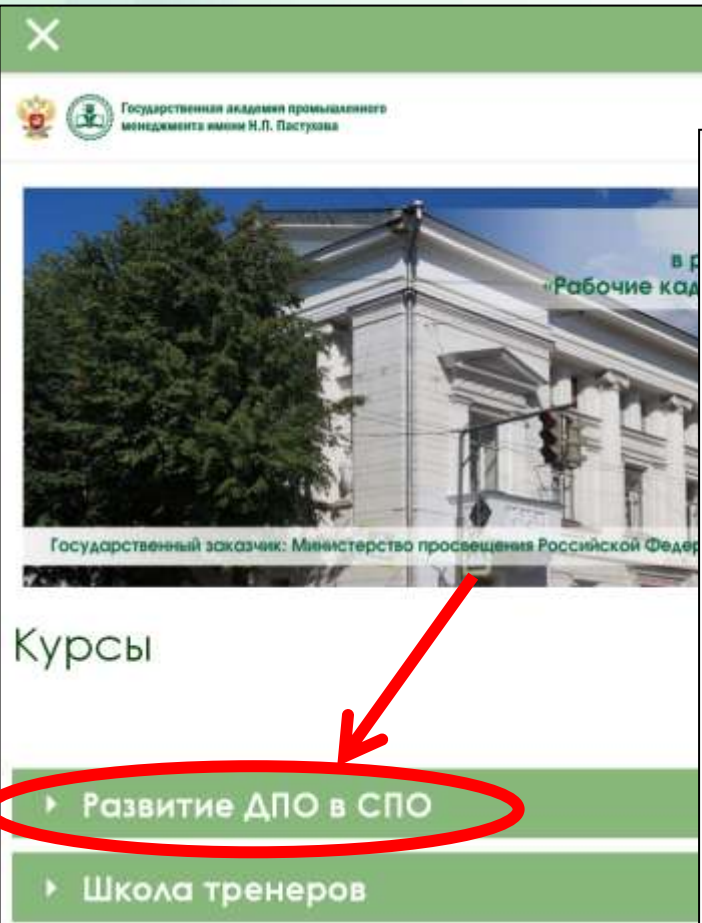 Государственная академия промышленного
менеджмента имени Н.П. Пастухова
в р
«Рабочие кад
Государственный заказчик: Министерство просвещения Российской Федер
Курсы
Развитие ДПО в СПО
Школа тренеров